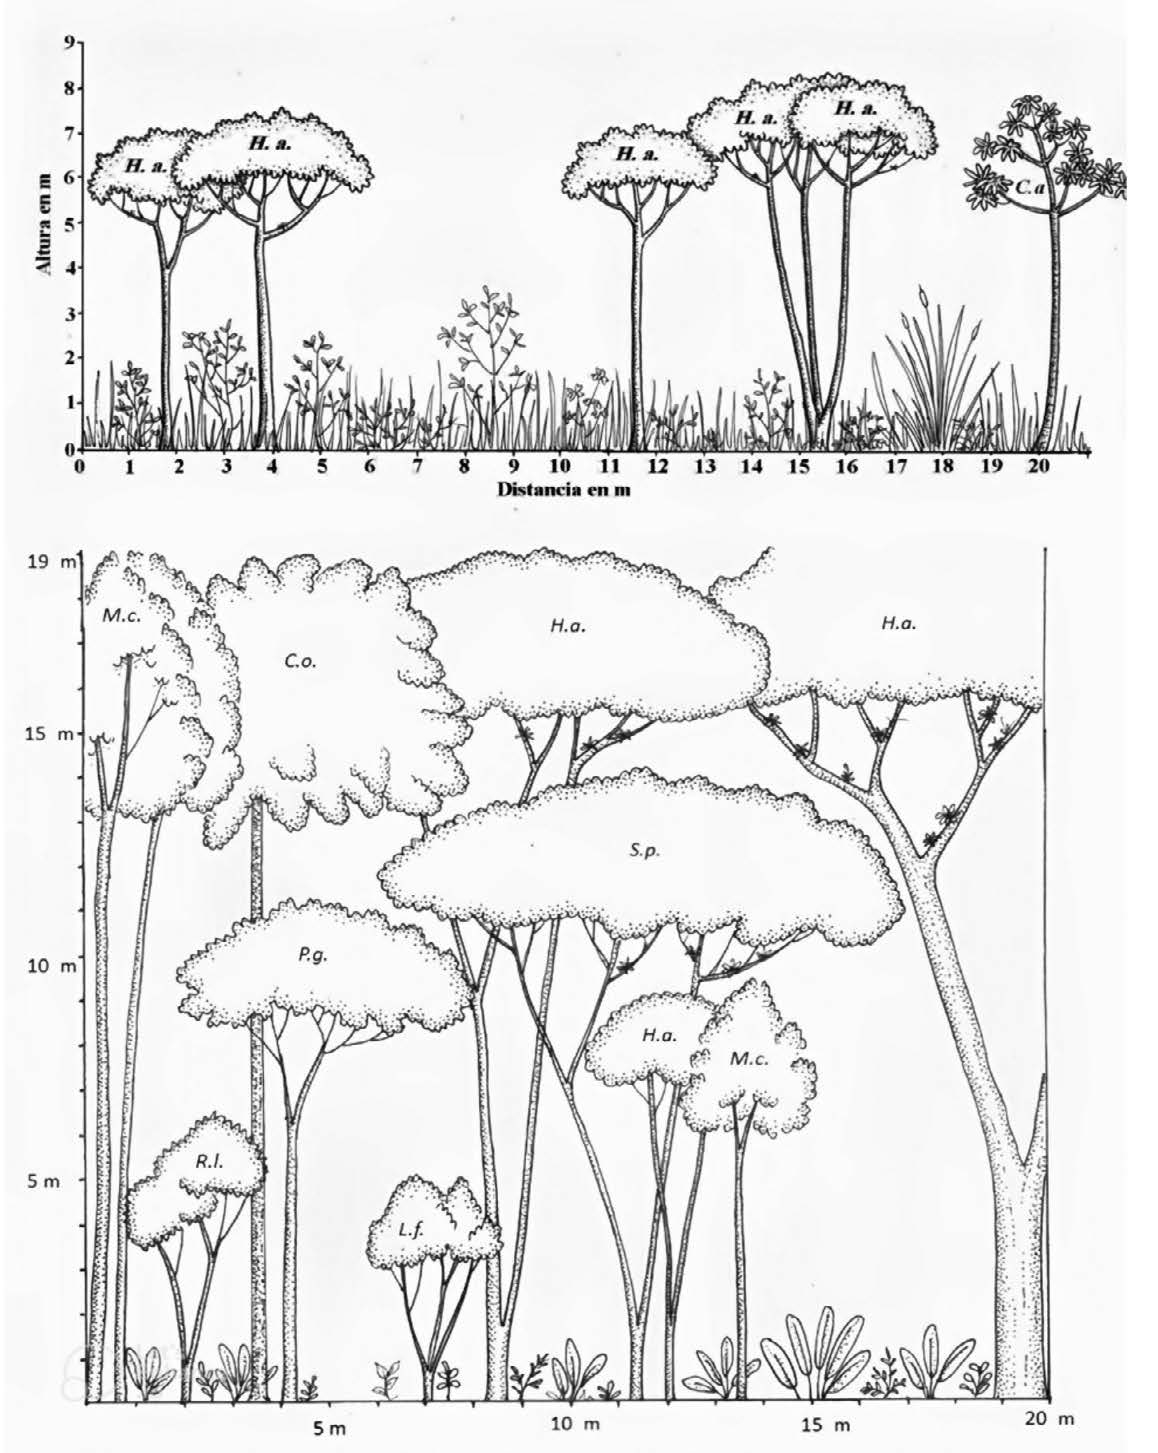 9
8
7
6
5
4
3
2
1
0
Altura en m
H. a.
H. a.
H. a.
H. a.
H. a.
C.a
0 1 2 3 4 5 6 7 8 9 10 11 12 13 14 15 16 17 18 19 20
Distancia en m
19 m
M.c.
C.o.
H.a.
H.a.
15 m
S.p.
P.g.
10 m
H.a.
M.c.
R.l.
5 m
L.f.
5 m 10 m 15 m 20 m